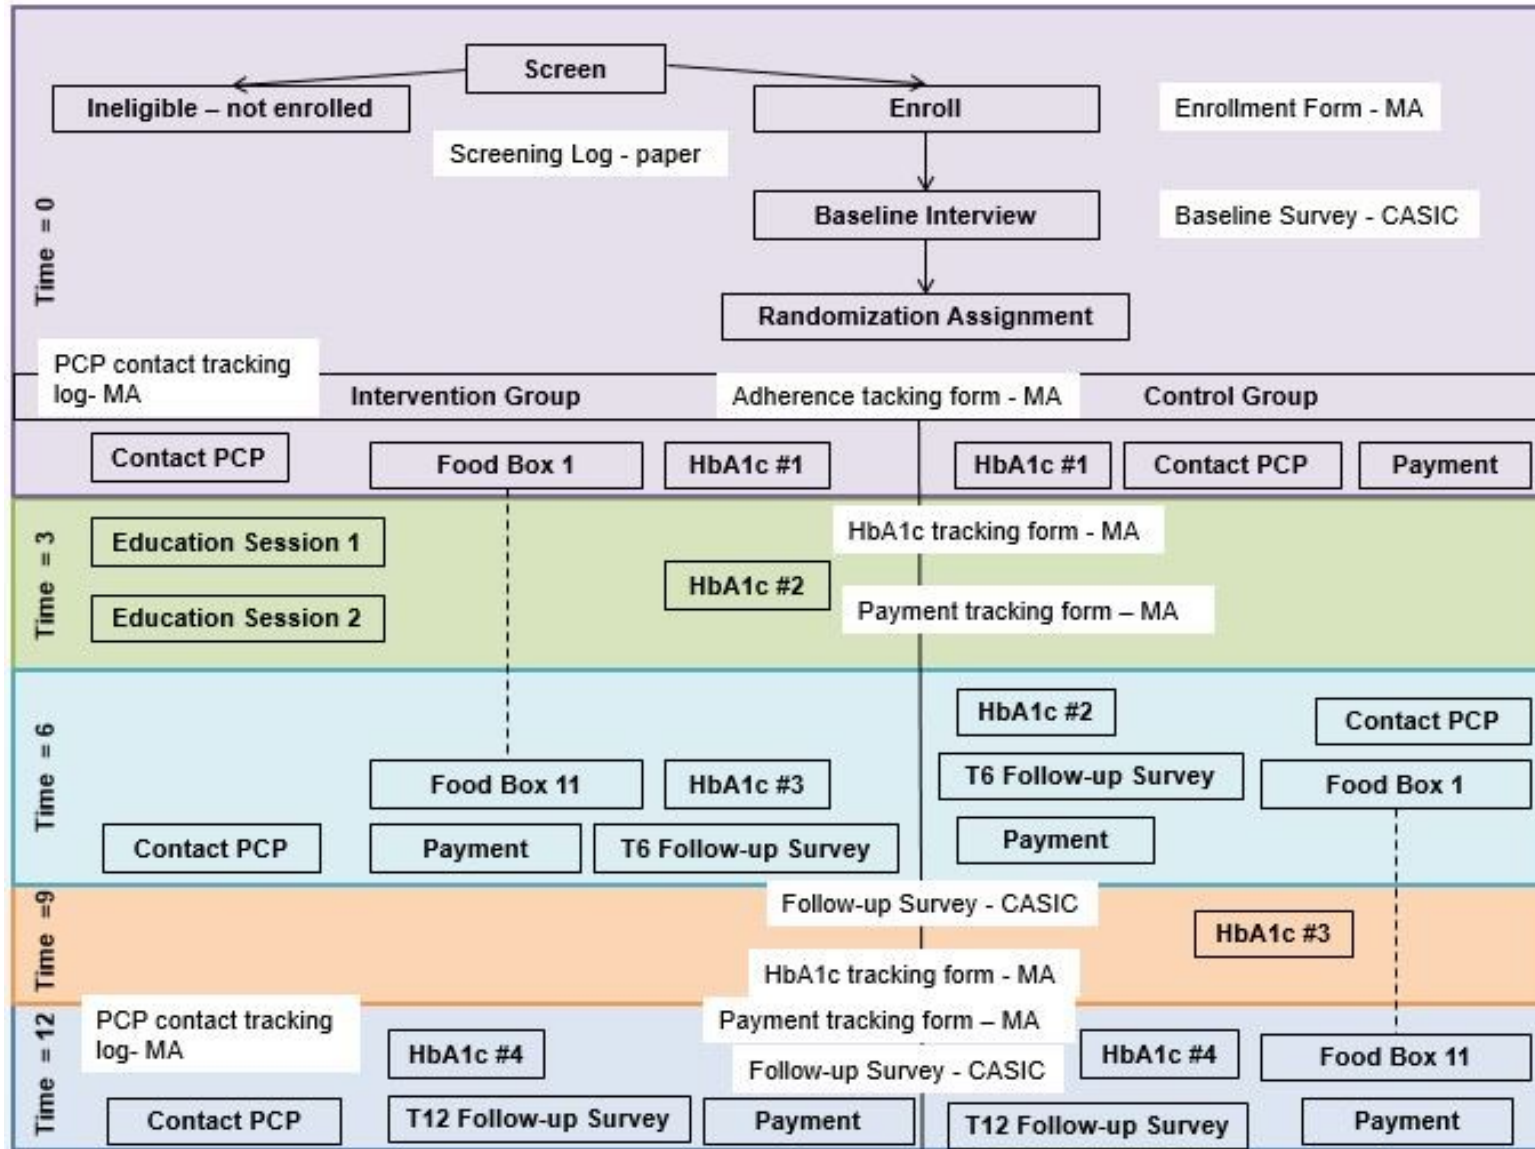 Screen
Ineligible – not enrolled
Enroll
Enrollment Form - MA
Screening Log - paper
Baseline Interview
Baseline Survey - CASIC
Time = 0
Randomization Assignment
PCP contact tracking
log- MA
Intervention Group
Adherence tacking form - MA
Control Group
Contact PCP
Food Box 1
HbA1c #1
HbA1c #1
Contact PCP
Payment
Time = 3
Education Session 1
HbA1c tracking form - MA
HbA1c #2
Education Session 2
Payment tracking form – MA
Time = 6
HbA1c #2
Contact PCP
Food Box 11
HbA1c #3
T6 Follow-up Survey
Food Box 1
Contact PCP
Payment
T6 Follow-up Survey
Payment
Time =9
Follow-up Survey - CASIC
HbA1c #3
HbA1c tracking form - MA
Time = 12
PCP contact tracking
log- MA
Payment tracking form – MA
HbA1c #4
Follow-up Survey - CASIC
HbA1c #4
Food Box 11
Contact PCP
T12 Follow-up Survey
Payment
T12 Follow-up Survey
Payment